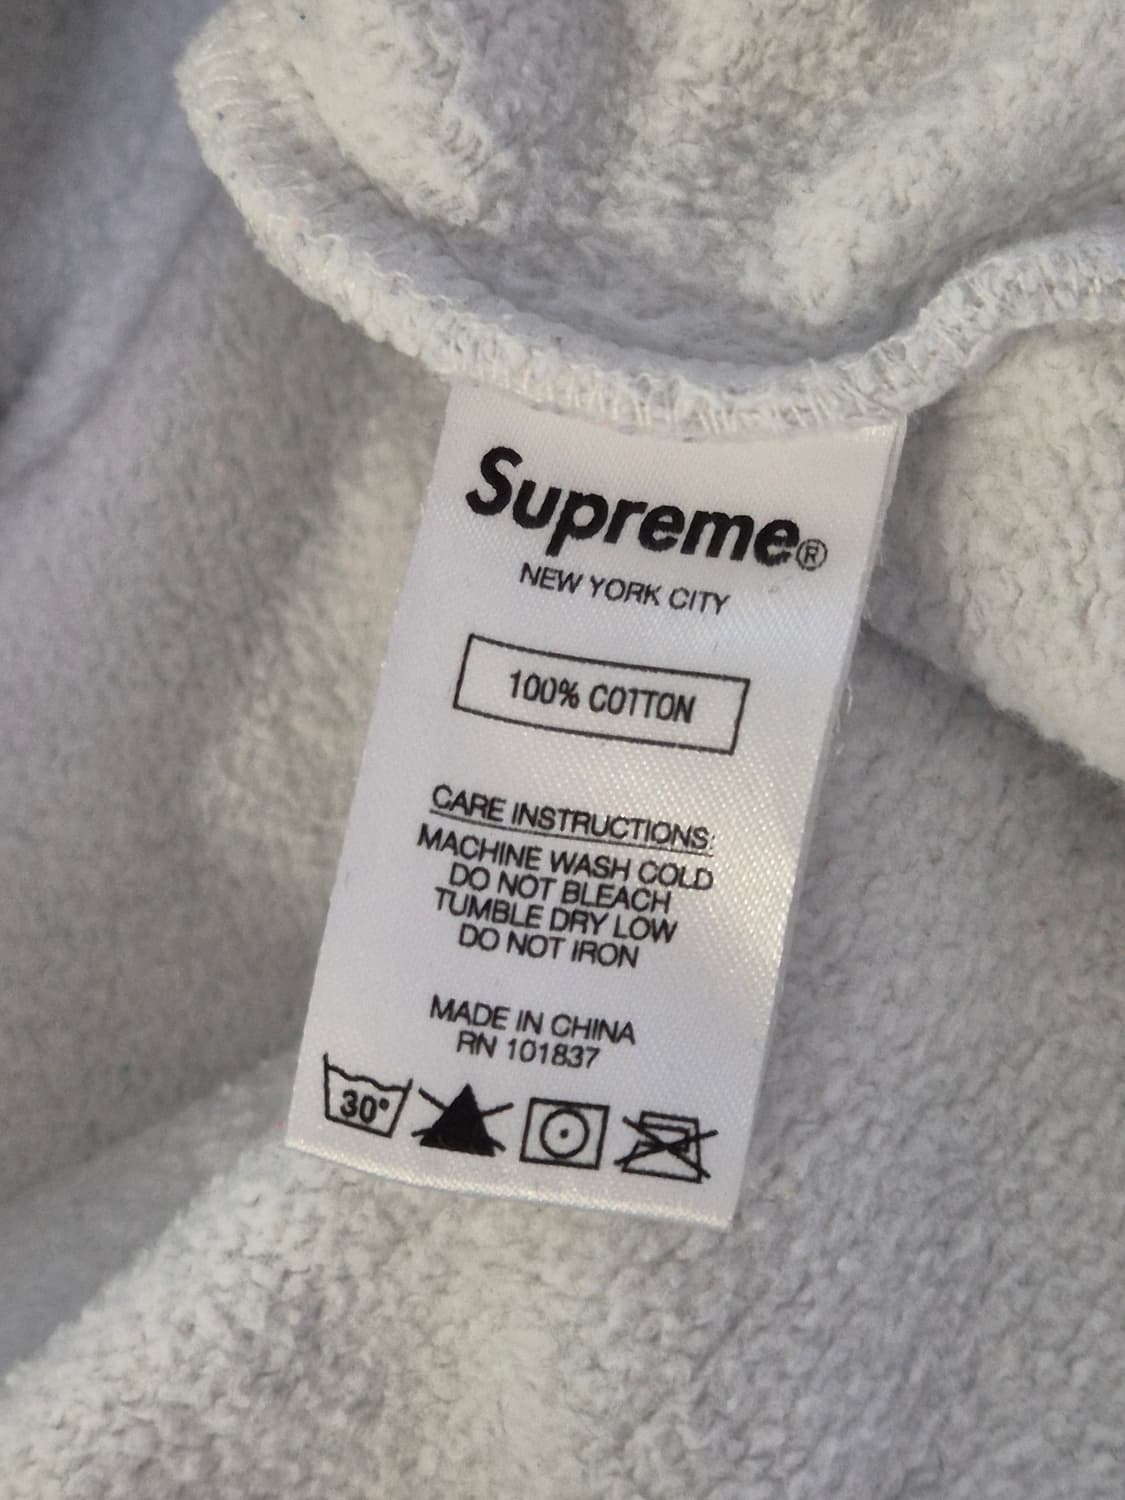 Supreme®
NEW YORK CITY
100% COTTON
CARE INSTRUCTIONS:
MACHINE WASH COLD
DO NOT BLEACH
TUMBLE DRY LOW
DO NOT IRON
MADE IN CHINA
RN 101837
30°